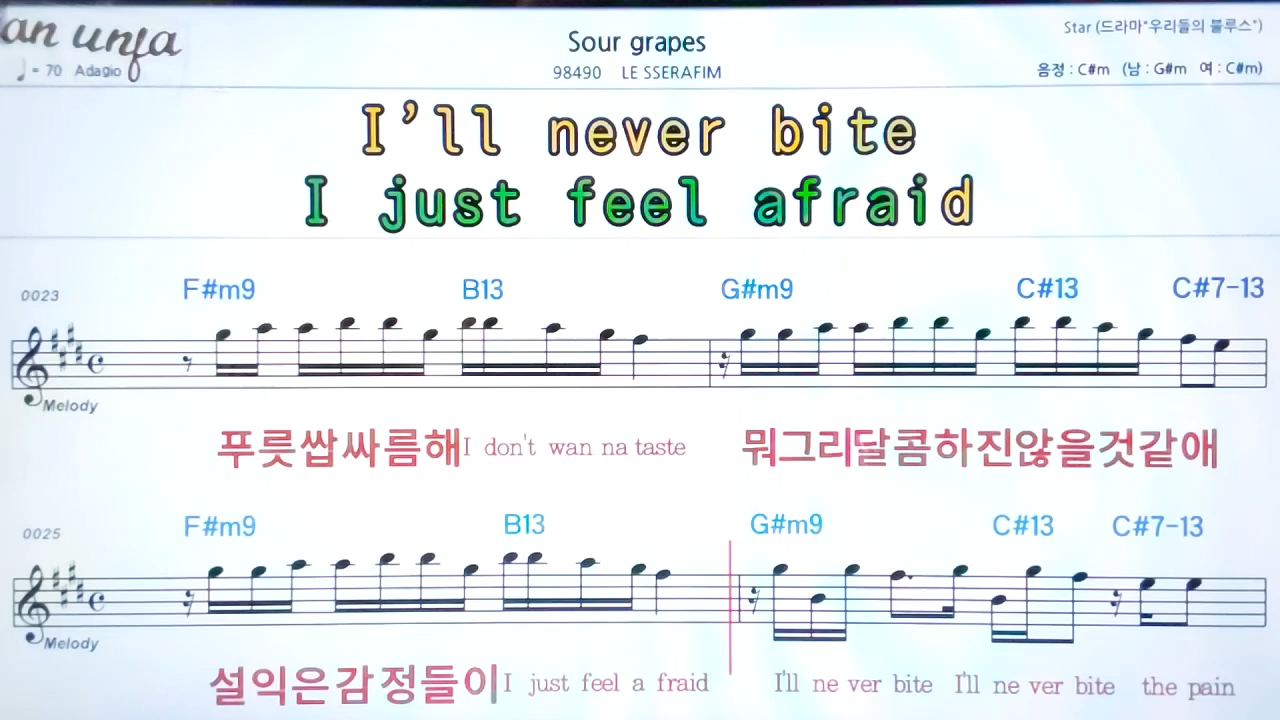 Sour grapes
Star (드라마"우리들의 블루스")
♩= 70 Adagio
98490 LE SSERAFIM
음정 : C#m (남 : G#m 여 : C#m)
I'll never bite
I just feel afraid
0023 F#m9 B13 G#m9 C#13 C#7-13
Melody
푸릇쌉싸름해I don't wan na taste 뭐그리달콤하진않을것같애
0025 F#m9 B13 G#m9 C#13 C#7-13
Melody
설익은감정들이I just feel a fraid I'll ne ver bite I'll ne ver bite the pain